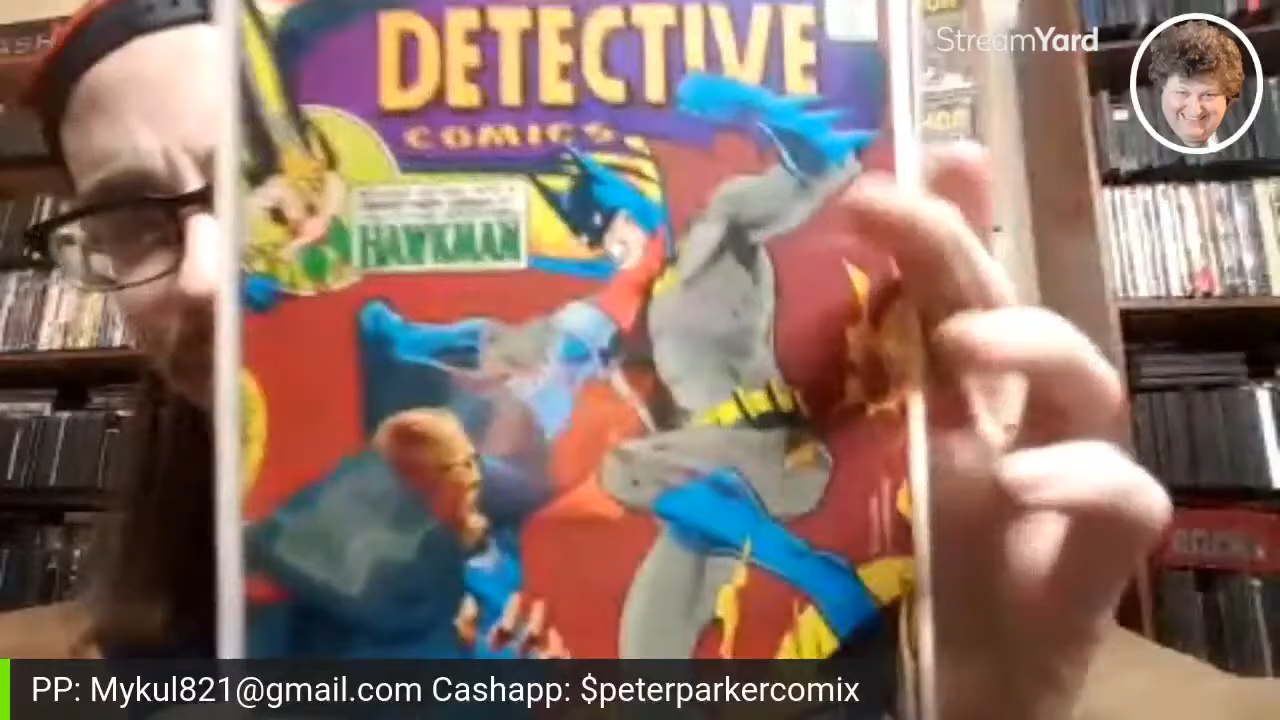 DETECTIVE
COMICS
HAWKMAN
StreamYard
PP: Mykul821@gmail.com Cashapp: $peterparkercomix